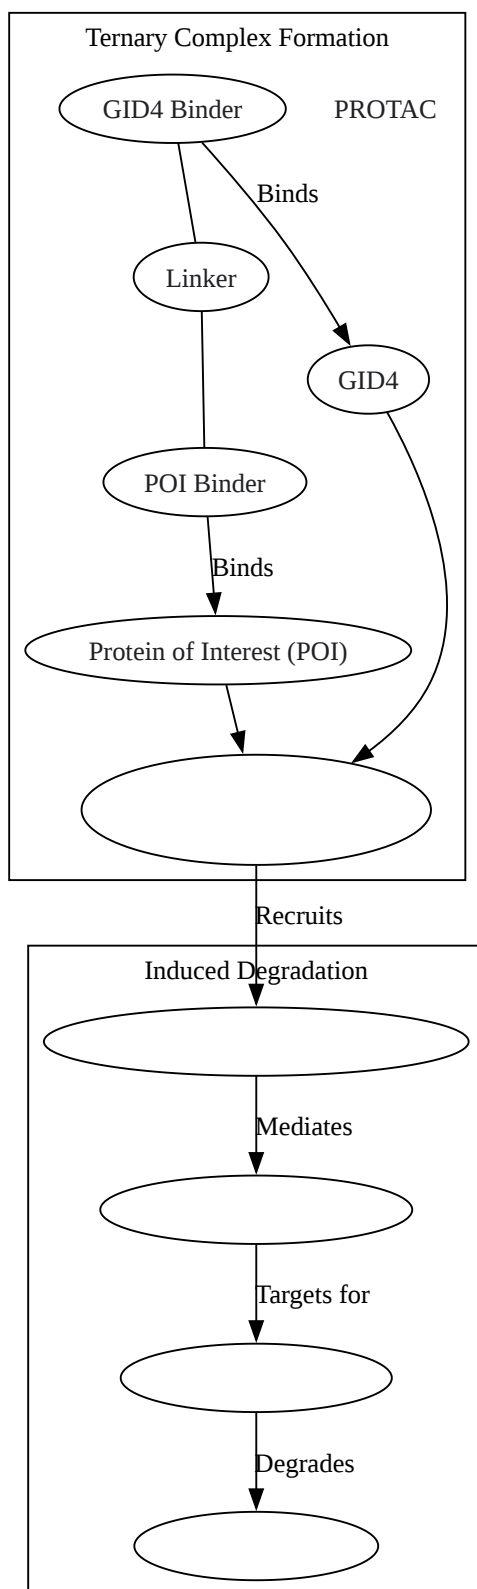 Ternary Complex Formation
GID4 Binder
PROTAC
Binds
Linker
GID4
POI Binder
Binds
Protein of Interest (POI)
Recruits
Induced Degradation
Mediates
Targets for
Degrades